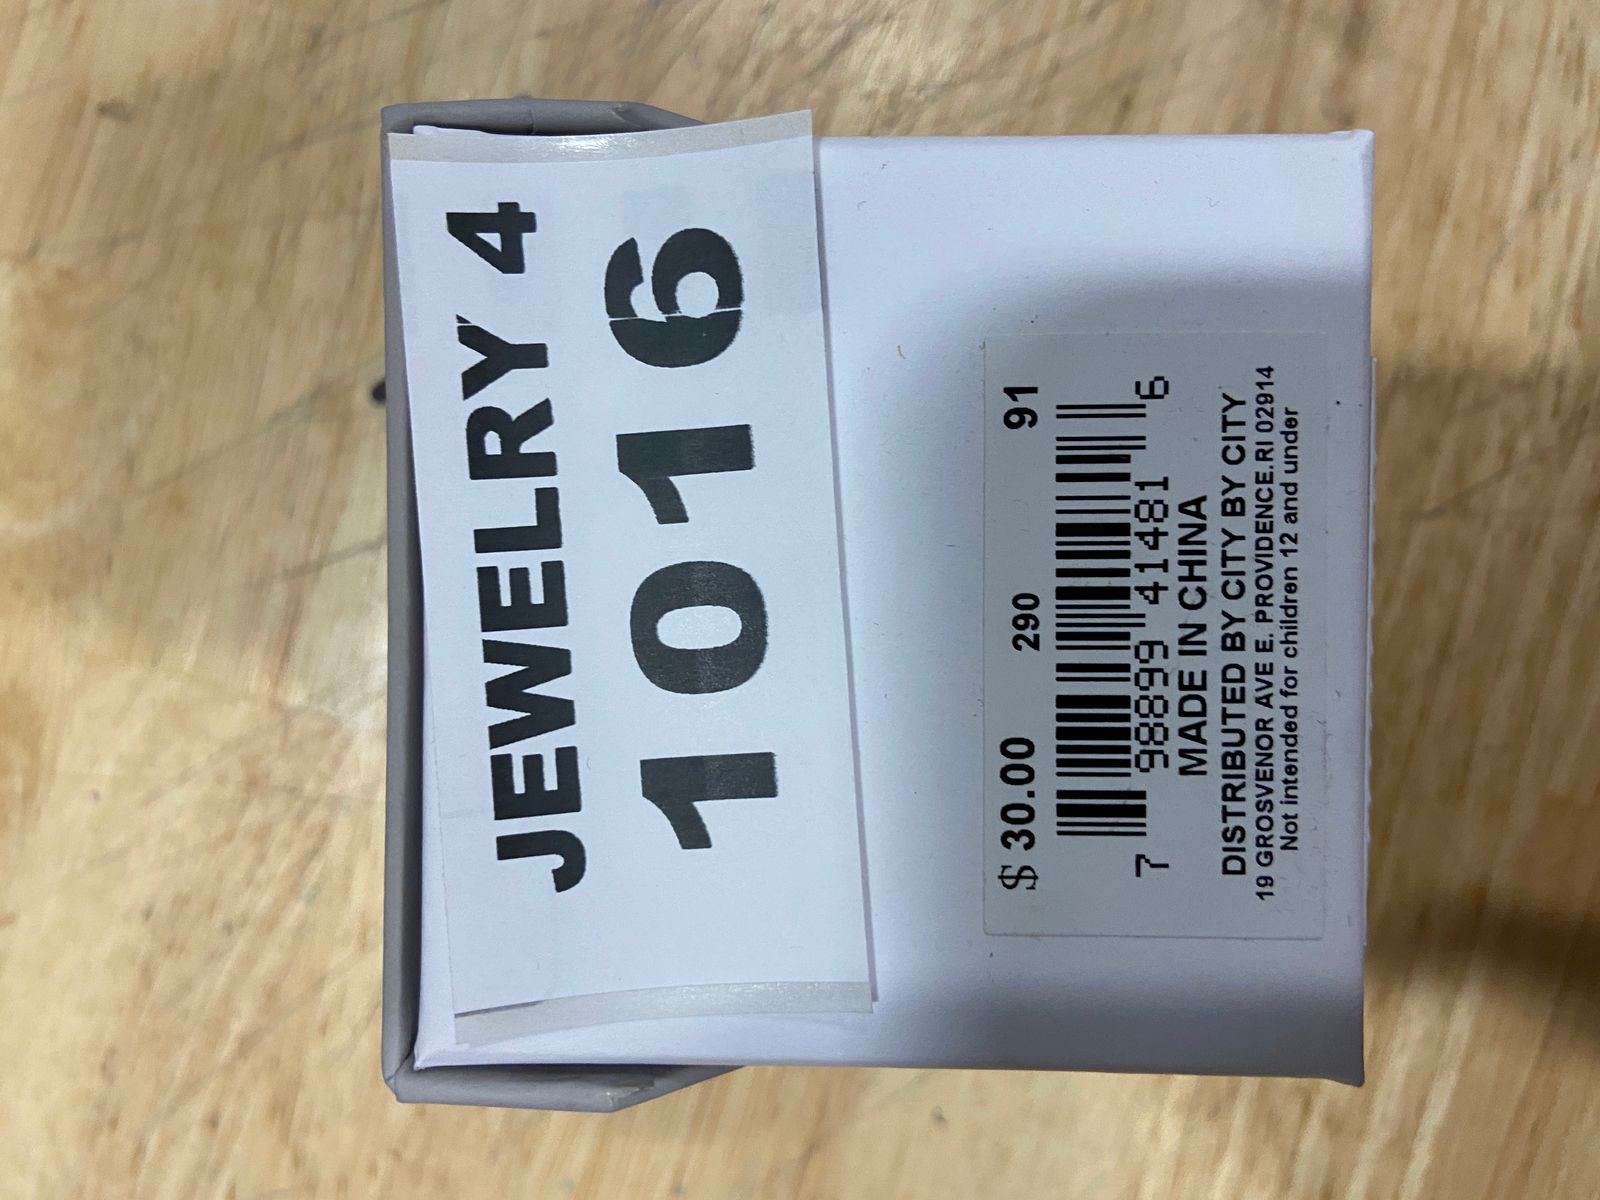 JEWELRY 4
1016
$ 30.00 290 91
7 98899 41481 6
MADE IN CHINA
DISTRIBUTED BY CITY BY CITY
19 GROSVENOR AVE E. PROVIDENCE.RI 02914
Not intended for children 12 and under